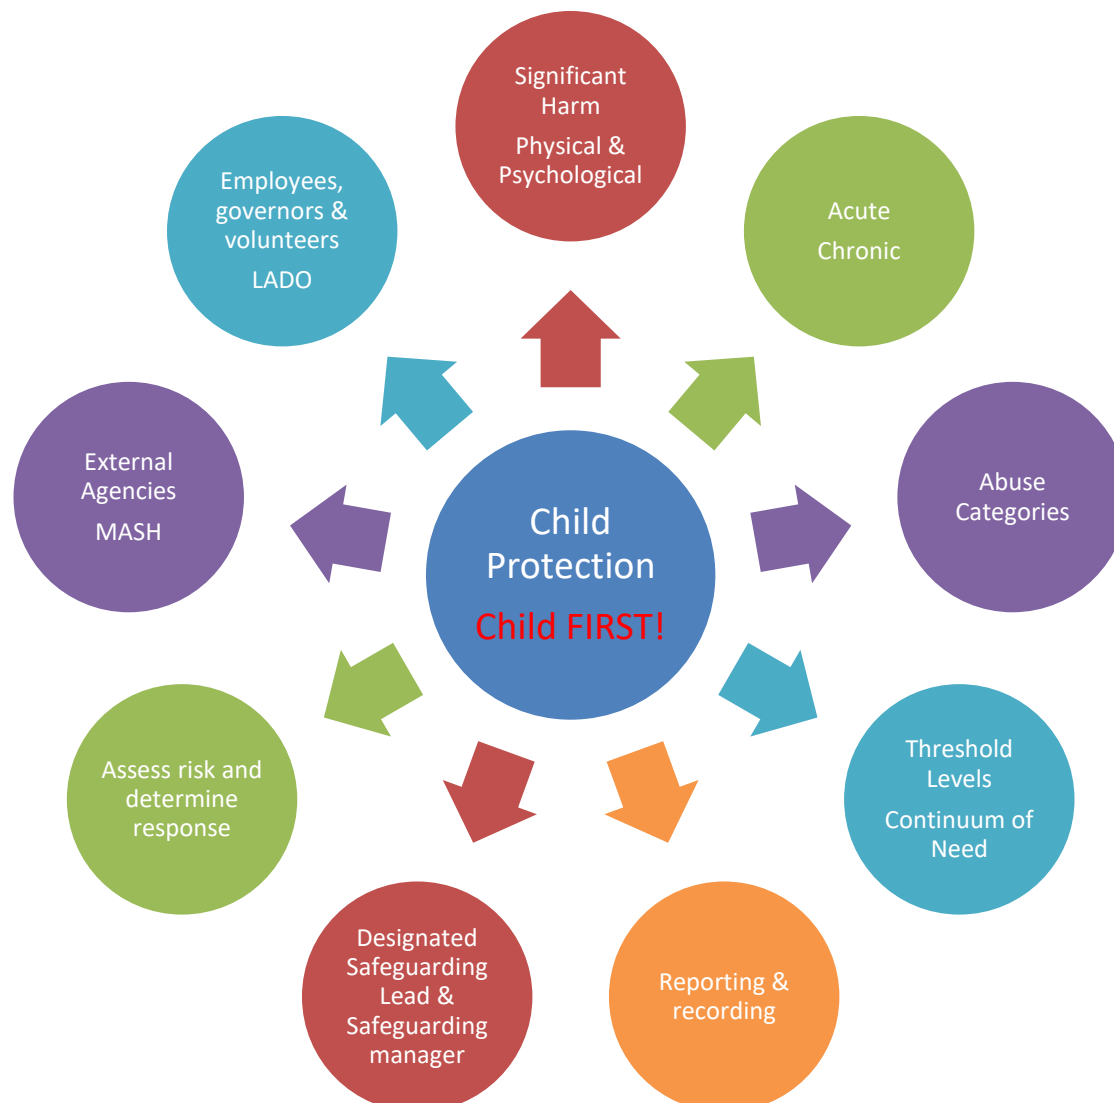 Child
Protection
Child FIRST!
Significant
Harm
Physical &
Psychological
Acute
Chronic
Abuse
Categories
Threshold
Levels
Continuum of
Need
Reporting &
recording
Designated
Safeguarding
Lead &
Safeguarding
manager
Assess risk and
determine
response
External
Agencies
MASH
Employees,
governors &
volunteers
LADO